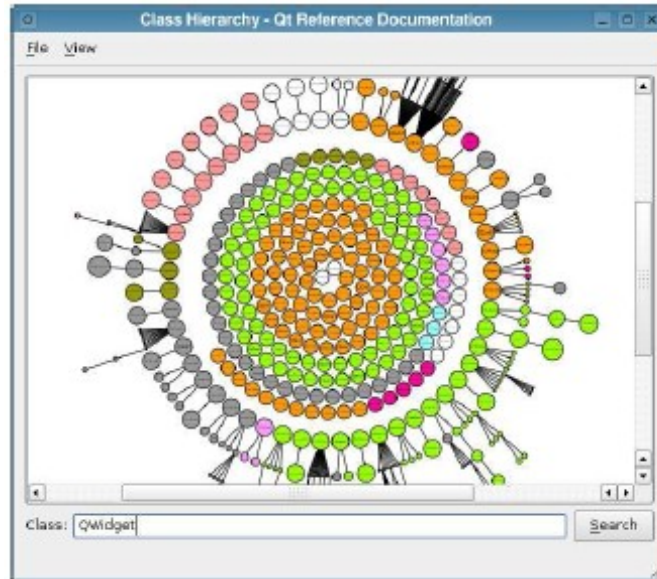 Class Hierarchy - Qt Reference Documentation
File View
Class: QWidget
Search